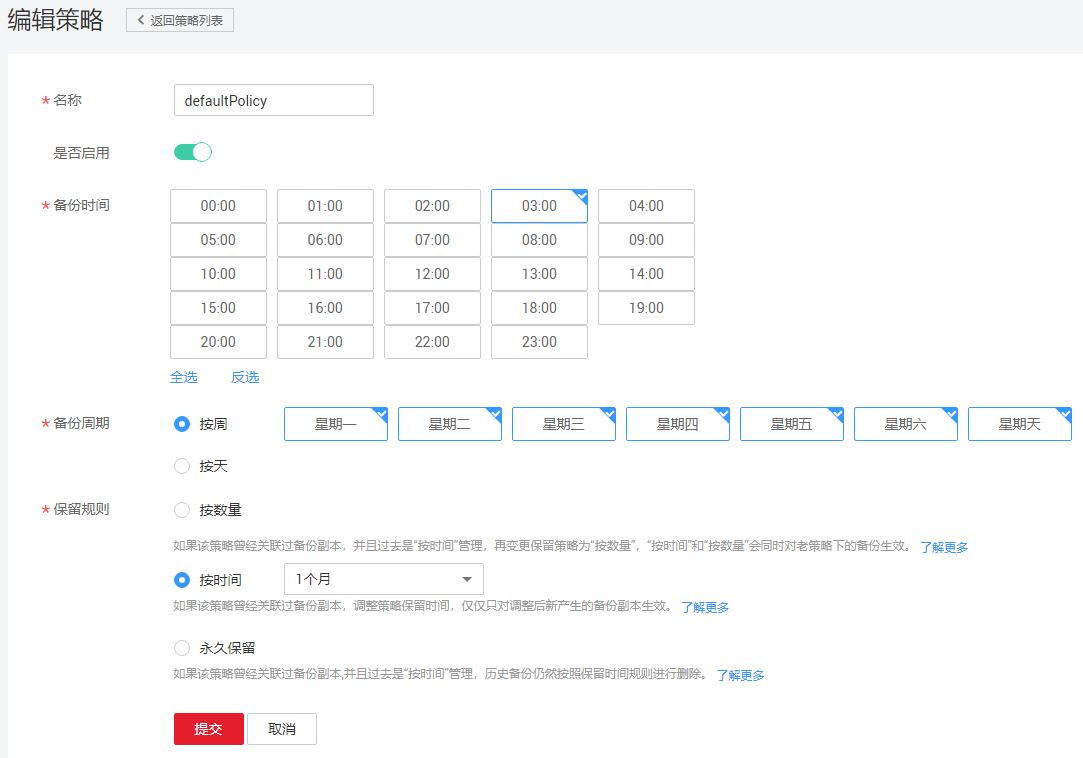 编辑策略 返回策略列表
* 名称 defaultPolicy
是否启用
* 备份时间 00:00 01:00 02:00 03:00 04:00
05:00 06:00 07:00 08:00 09:00
10:00 11:00 12:00 13:00 14:00
15:00 16:00 17:00 18:00 19:00
20:00 21:00 22:00 23:00
全选 反选
* 备份周期 按周 星期一 星期二 星期三 星期四 星期五 星期六 星期天
按天
* 保留规则 按数量
如果该策略曾经关联过备份副本，并且过去是“按时间”管理，再变更保留策略为“按数量”，“按时间”和“按数量”会同时对老策略下的备份生效。 了解更多
按时间 1个月
如果该策略曾经关联过备份副本，调整策略保留时间，仅仅只对调整后新产生的备份副本生效。 了解更多
永久保留
如果该策略曾经关联过备份副本,并且过去是“按时间”管理，历史备份仍然按照保留时间规则进行删除。 了解更多
提交 取消